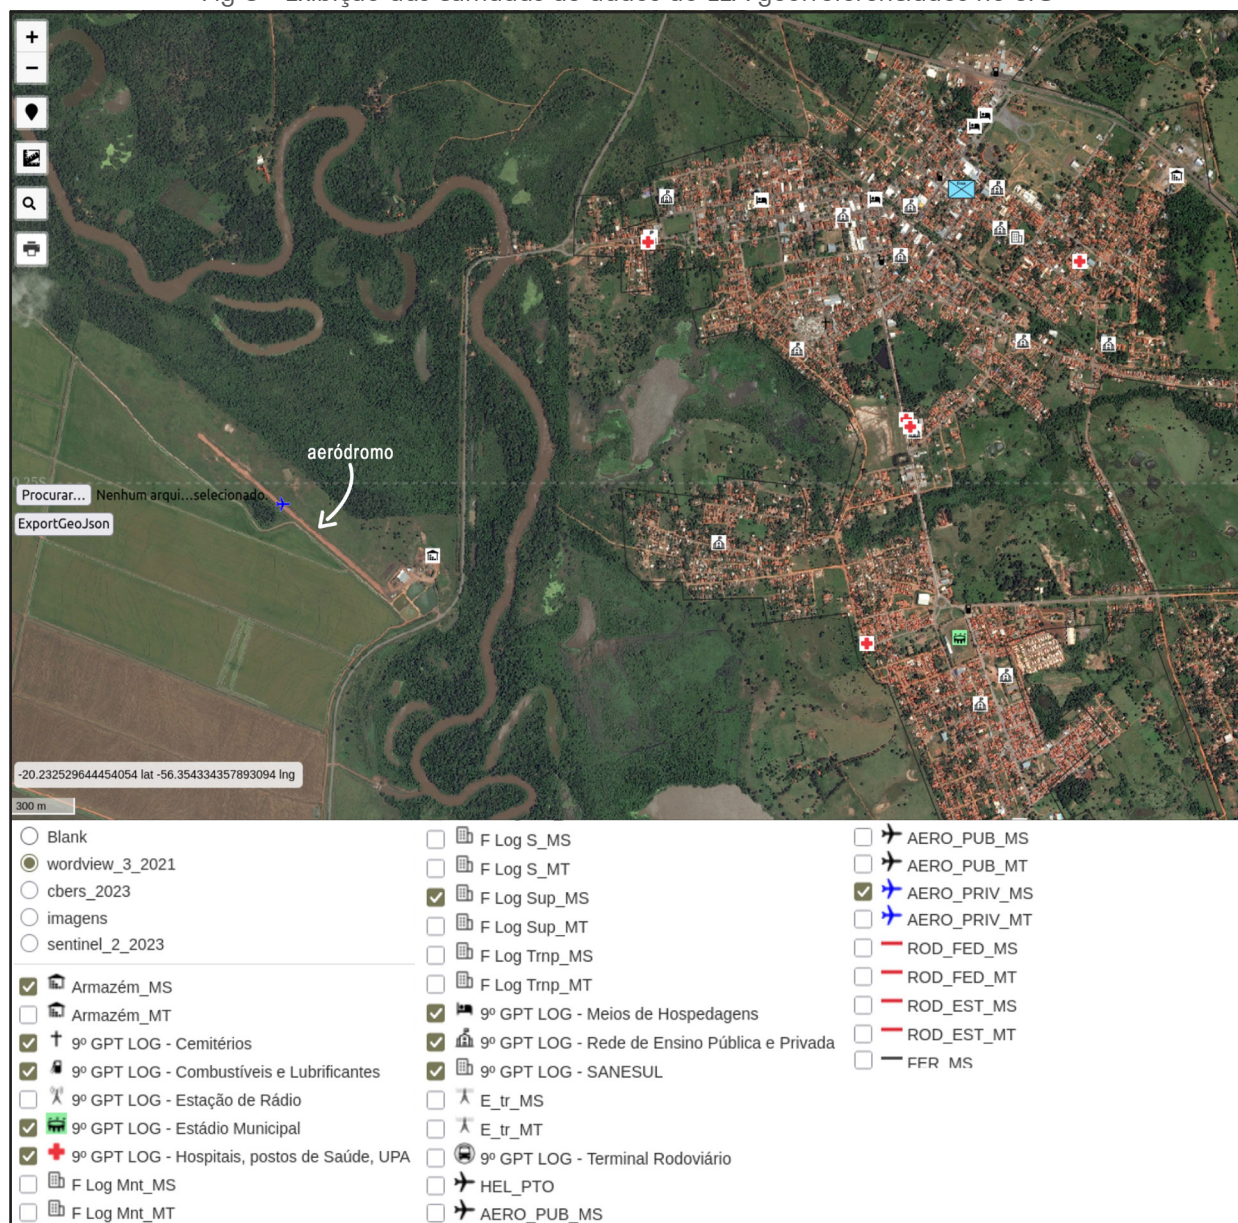 +
−
aeródromo
Procurar...
Nenhum arqui...selecionado.
ExportGeoJson
-20.232529644454054 lat -56.354334357893094 lng
300 m
Blank
wordview_3_2021
cbers_2023
imagens
sentinel_2_2023
Armazém_MS
Armazém_MT
9º GPT LOG - Cemitérios
9º GPT LOG - Combustíveis e Lubrificantes
9º GPT LOG - Estação de Rádio
9º GPT LOG - Estádio Municipal
9º GPT LOG - Hospitais, postos de Saúde, UPA
F Log Mnt_MS
F Log Mnt_MT
F Log S_MS
F Log S_MT
F Log Sup_MS
F Log Sup_MT
F Log Trnp_MS
F Log Trnp_MT
9º GPT LOG - Meios de Hospedagens
9º GPT LOG - Rede de Ensino Pública e Privada
9º GPT LOG - SANESUL
E_tr_MS
E_tr_MT
9º GPT LOG - Terminal Rodoviário
HEL_PTO
AERO_PUB_MS
AERO_PUB_MS
AERO_PUB_MT
AERO_PRIV_MS
AERO_PRIV_MT
ROD_FED_MS
ROD_FED_MT
ROD_EST_MS
ROD_EST_MT
FER_MS